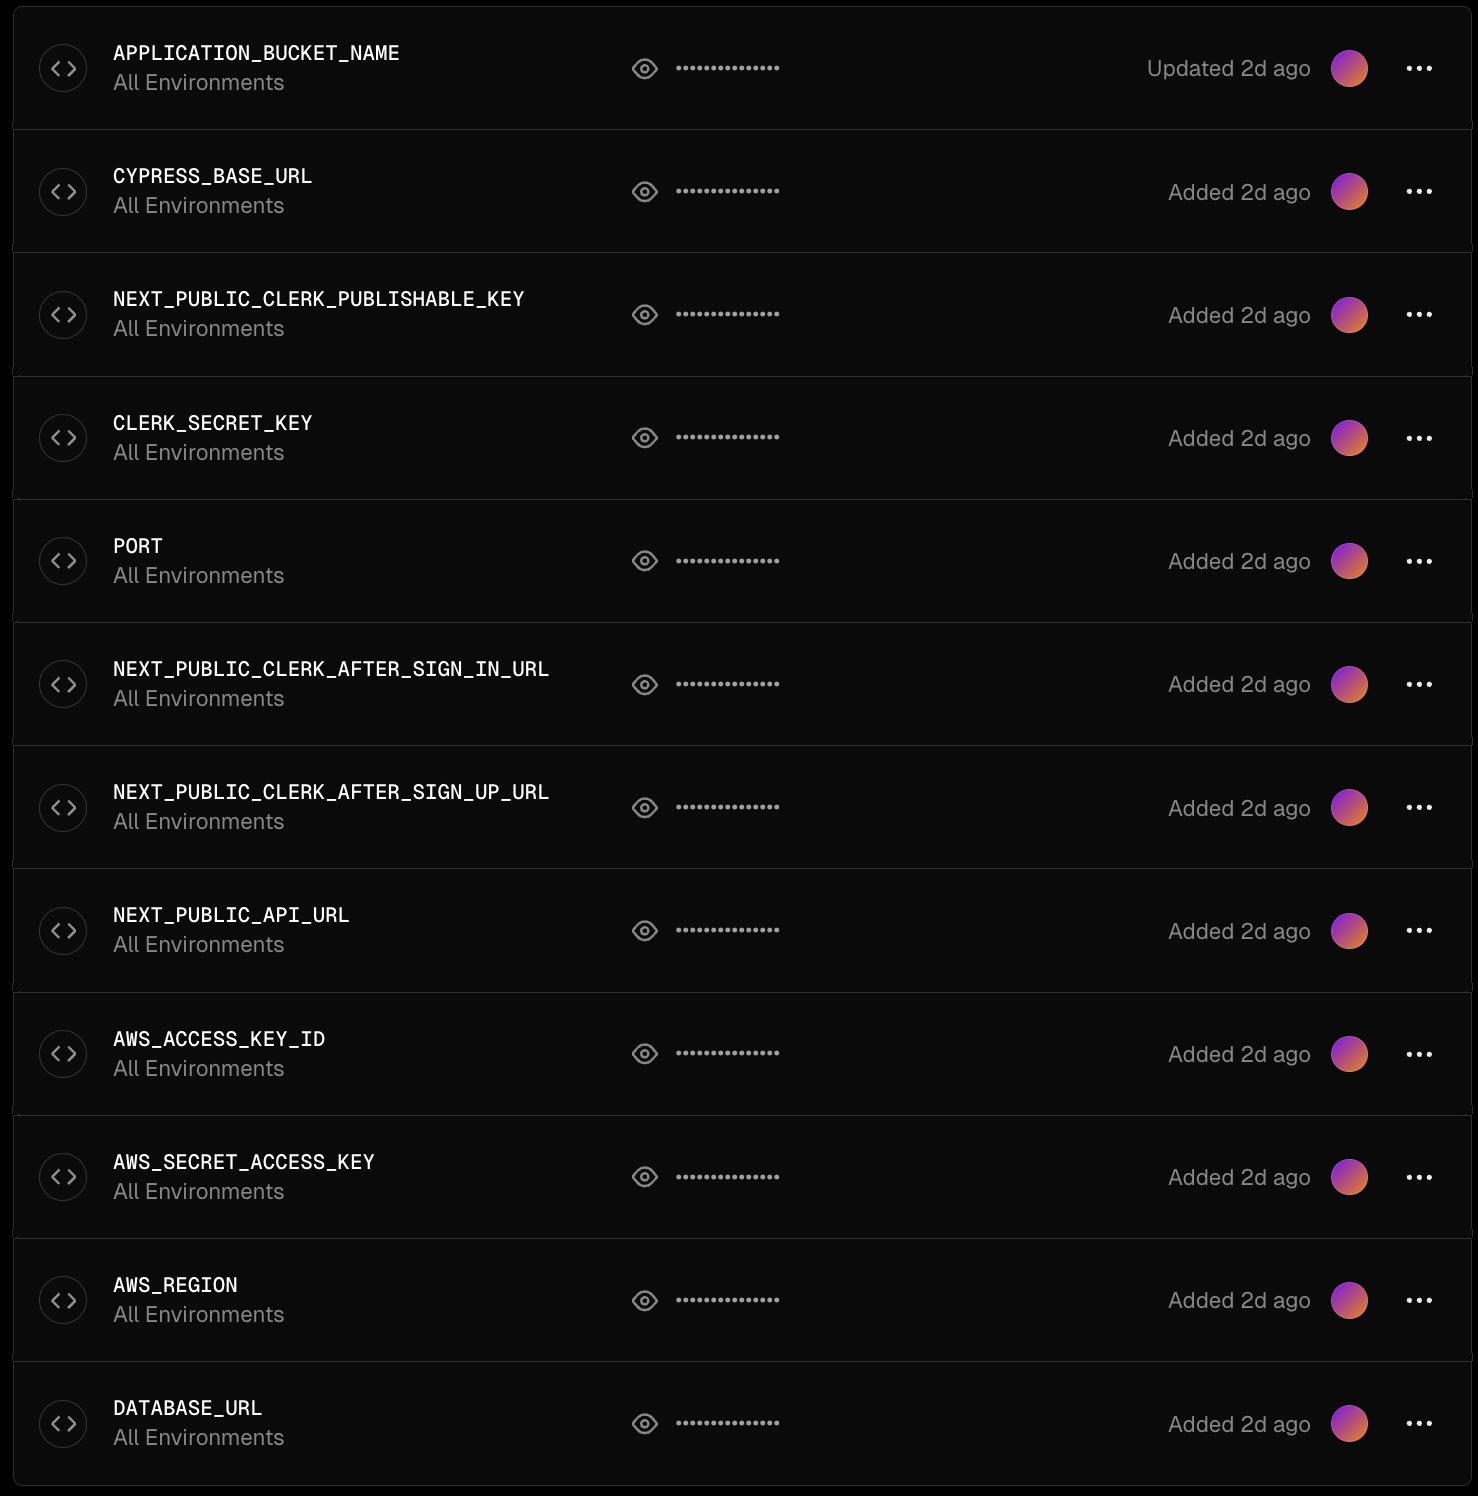 APPLICATION_BUCKET_NAME
All Environments
•••••••••••••••
Updated 2d ago
CYPRESS_BASE_URL
All Environments
•••••••••••••••
Added 2d ago
NEXT_PUBLIC_CLERK_PUBLISHABLE_KEY
All Environments
•••••••••••••••
Added 2d ago
CLERK_SECRET_KEY
All Environments
•••••••••••••••
Added 2d ago
PORT
All Environments
•••••••••••••••
Added 2d ago
NEXT_PUBLIC_CLERK_AFTER_SIGN_IN_URL
All Environments
•••••••••••••••
Added 2d ago
NEXT_PUBLIC_CLERK_AFTER_SIGN_UP_URL
All Environments
•••••••••••••••
Added 2d ago
NEXT_PUBLIC_API_URL
All Environments
•••••••••••••••
Added 2d ago
AWS_ACCESS_KEY_ID
All Environments
•••••••••••••••
Added 2d ago
AWS_SECRET_ACCESS_KEY
All Environments
•••••••••••••••
Added 2d ago
AWS_REGION
All Environments
•••••••••••••••
Added 2d ago
DATABASE_URL
All Environments
•••••••••••••••
Added 2d ago